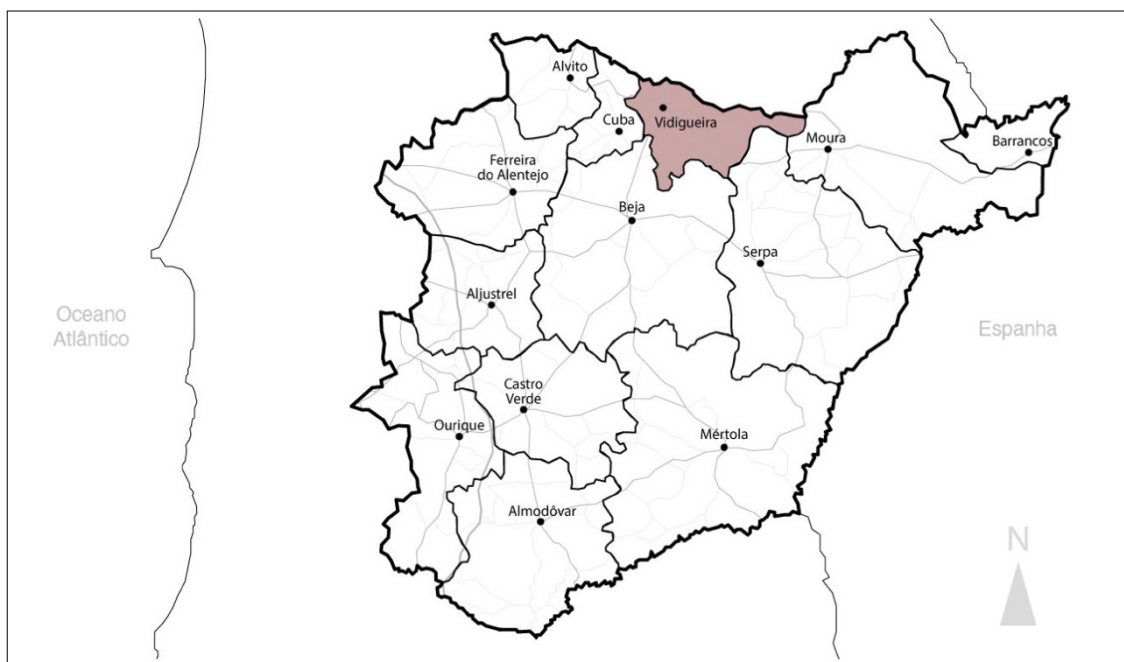 Alvito
Cuba
Vidigueira
Moura
Barrancos
Ferreira
do Alentejo
Beja
Serpa
Aljustrel
Oceano
Atlântico
Espanha
Castro
Verde
Ourique
Mértola
Almodôvar
N